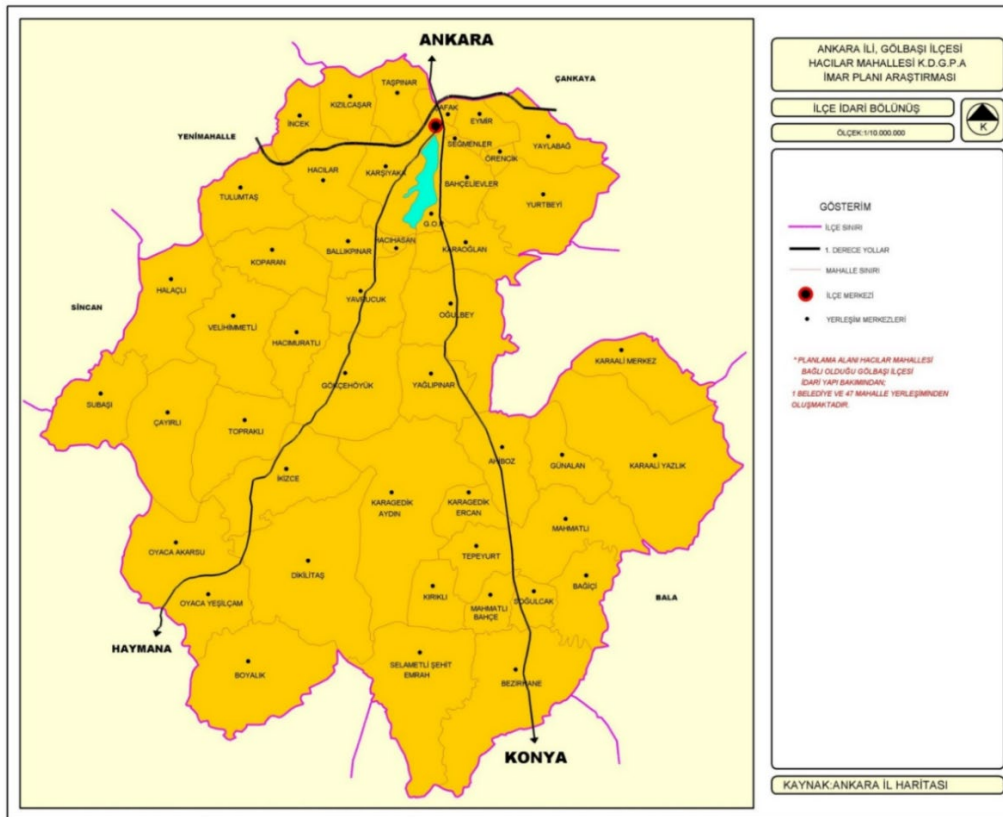 ANKARA
ÇANKAYA
TAŞPINAR
KIZILCAŞAR
İNCEK
ŞAFAK
EYMİR
YENİMAHALLE
SEĞMENLER
YAYLABAĞ
ÖRENCİK
HACILAR
KARŞIYAKA
BAHÇELİEVLER
TULUMTAŞ
YURTBEYİ
G.O.P.
HACIHASAN
KARAOĞLAN
BALLIKPINAR
KOPARAN
HALAÇLI
YAVRUCUK
OĞULBEY
SİNCAN
VELİHİMMETLİ
HACIMURATLI
KARAALİ MERKEZ
GÖKÇEHÖYÜK
YAĞLIPINAR
SUBAŞI
ÇAYIRLI
TOPRAKLI
AHIBOZ
GÜNALAN
KARAALİ YAZLIK
İKİZCE
KARAGEDİK
AYDIN
KARAGEDİK
ERCAN
MAHMATLI
OYACA AKARSU
TEPEYURT
DİKİLİTAŞ
BAĞİÇİ
KIRIKLI
OYACA YEŞİLÇAM
MAHMATLI
BAHÇE
SOĞULCAK
BALA
HAYMANA
BOYALIK
SELAMETLİ ŞEHİT
EMRAH
BEZİRHANE
KONYA
ANKARA İLİ, GÖLBAŞI İLÇESİ
HACILAR MAHALLESİ K.D.G.P.A
İMAR PLANI ARAŞTIRMASI
İLÇE İDARİ BÖLÜNÜŞ
ÖLÇEK:1/10.000.000
K
GÖSTERİM
İLÇE SINIRI
1. DERECE YOLLAR
MAHALLE SINIRI
İLÇE MERKEZİ
YERLEŞİM MERKEZLERİ
* PLANLAMA ALANI HACILAR MAHALLESİ
BAĞLI OLDUĞU GÖLBAŞI İLÇESİ
İDARİ YAPI BAKIMINDAN;
1 BELEDİYE VE 47 MAHALLE YERLEŞİMİNDEN
OLUŞMAKTADIR.
KAYNAK:ANKARA İL HARİTASI